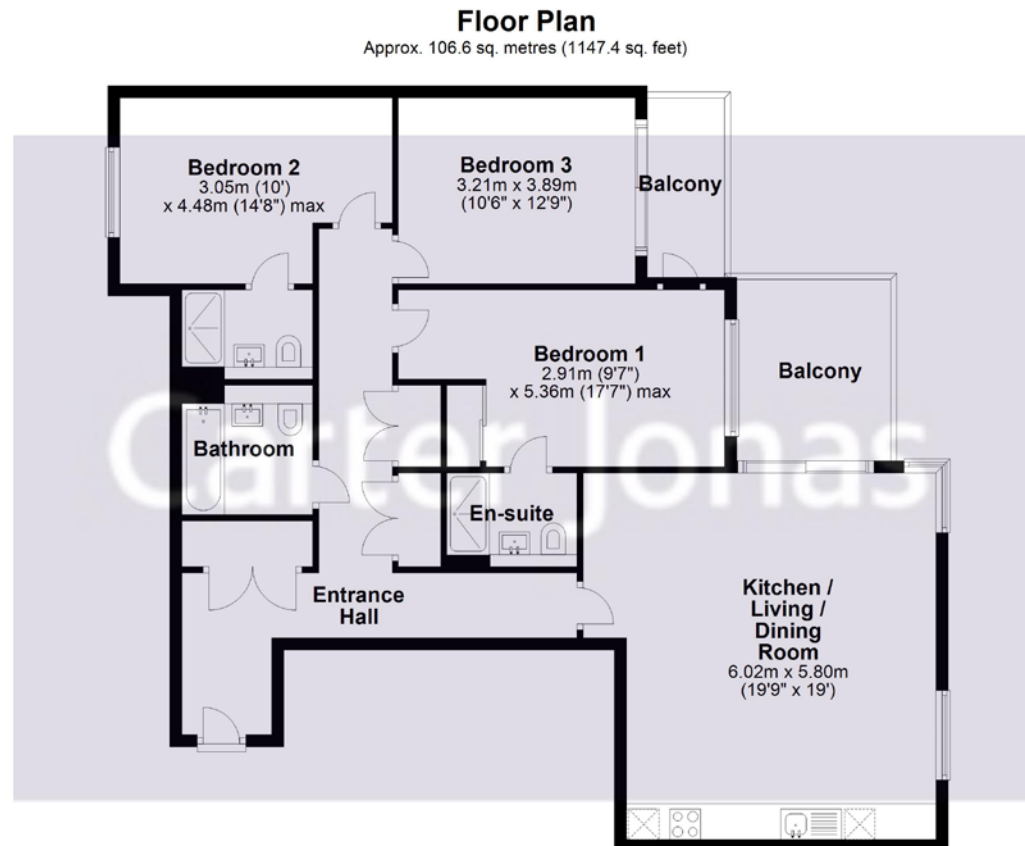 Floor Plan
Approx. 106.6 sq. metres (1147.4 sq. feet)
Bedroom 2
3.05m (10')
x 4.48m (14'8") max
Bedroom 3
3.21m x 3.89m
(10'6" x 12'9")
Balcony
Bedroom 1
2.91m (9'7")
x 5.36m (17'7") max
Balcony
Carter Jonas
Bathroom
En-suite
Entrance
Hall
Kitchen /
Living /
Dining
Room
6.02m x 5.80m
(19'9" x 19')